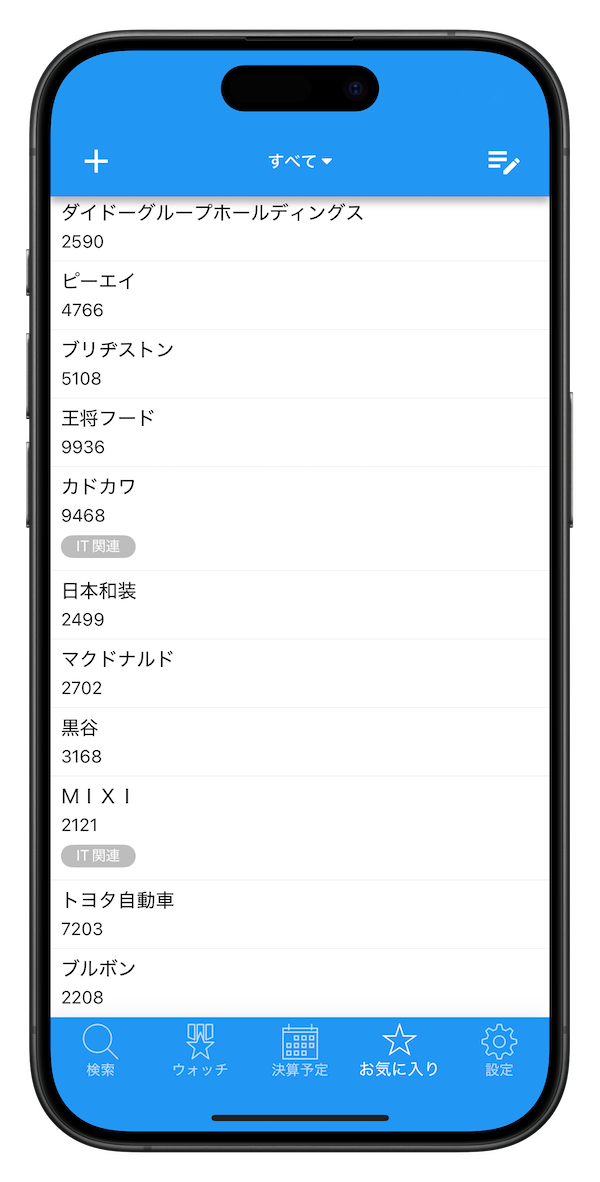 すべて
ダイドーグループホールディングス
2590
ピーエイ
4766
ブリヂストン
5108
王将フード
9936
カドカワ
9468
IT 関連
日本和装
2499
マクドナルド
2702
黒谷
3168
ＭＩＸＩ
2121
IT 関連
トヨタ自動車
7203
ブルボン
2208
検索
ウォッチ
決算予定
お気に入り
設定